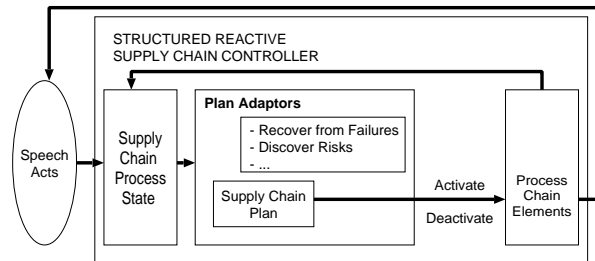 STRUCTURED REACTIVE
SUPPLY CHAIN CONTROLLER
Speech
Acts
Supply
Chain
Process
State
Plan Adaptors
- Recover from Failures
- Discover Risks
- ...
Supply Chain
Plan
Activate
Deactivate
Process
Chain
Elements